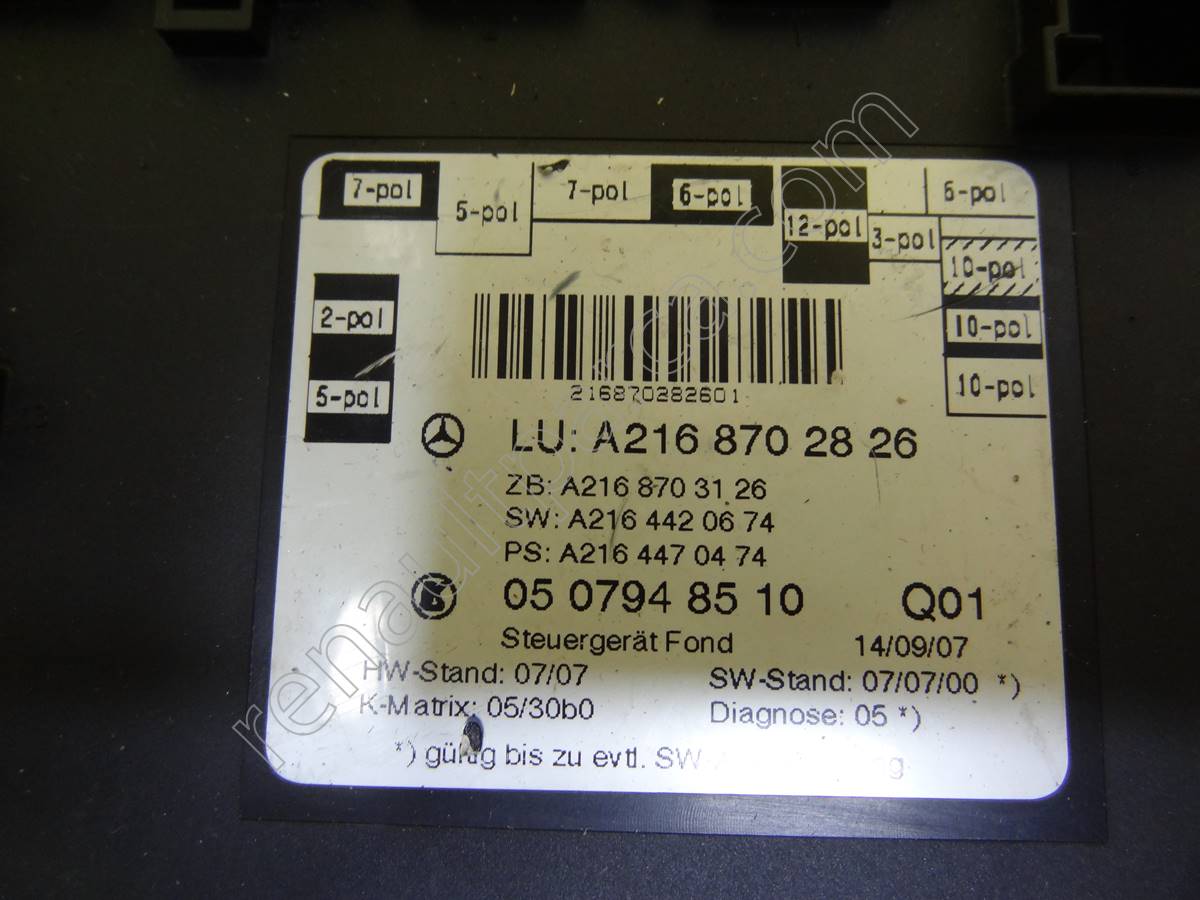 7-pol
5-pol
7-pol
6-pol
12-pol
3-pol
6-pol
10-pol
10-pol
10-pol
2-pol
5-pol
216870282601
LU: A216 870 28 26
ZB: A216 870 31 26
SW: A216 442 06 74
PS: A216 447 04 74
05 0794 85 10 Q01
Steuergerät Fond 14/09/07
HW-Stand: 07/07 SW-Stand: 07/07/00 *)
K-Matrix: 05/30b0 Diagnose: 05 *)
*) gültig bis zu evtl. SW-
renaultparca.com